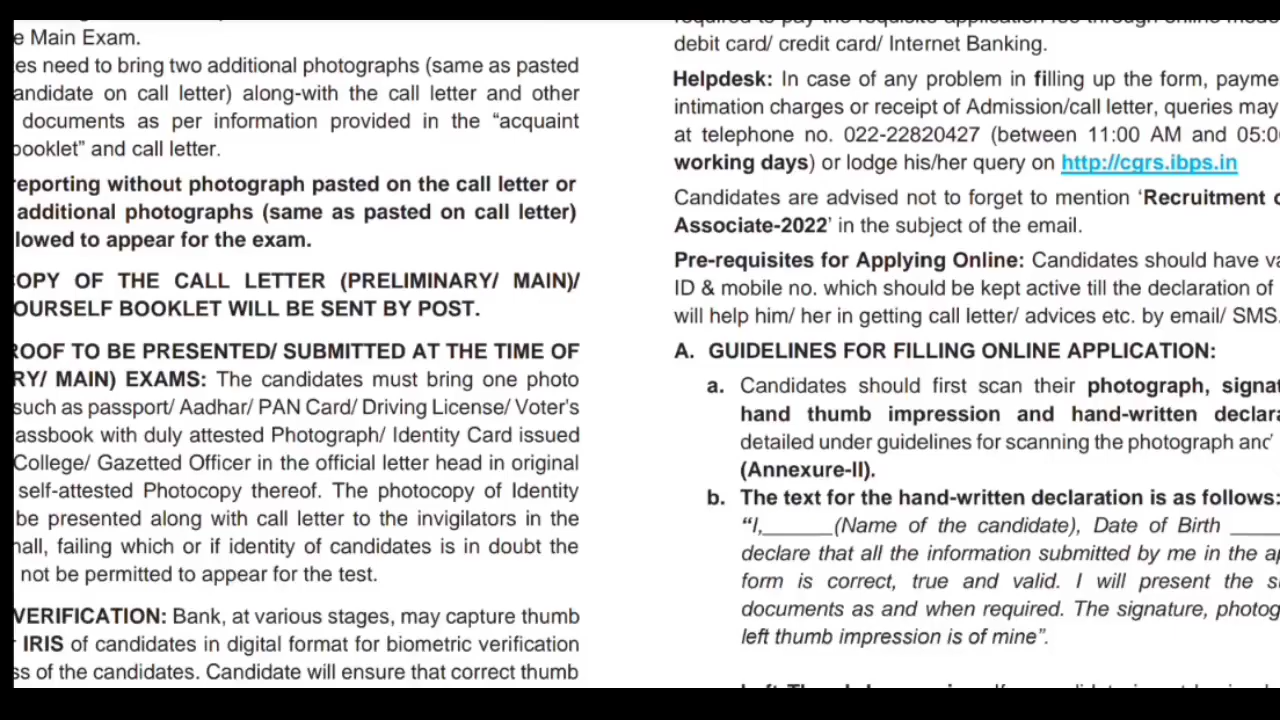 e Main Exam.
es need to bring two additional photographs (same as pasted
andidate on call letter) along-with the call letter and other
documents as per information provided in the “acquaint
booklet” and call letter.
reporting without photograph pasted on the call letter or
additional photographs (same as pasted on call letter)
lowed to appear for the exam.
OPY OF THE CALL LETTER (PRELIMINARY/ MAIN)/
OURSELF BOOKLET WILL BE SENT BY POST.
ROOF TO BE PRESENTED/ SUBMITTED AT THE TIME OF
RY/ MAIN) EXAMS: The candidates must bring one photo
such as passport/ Aadhar/ PAN Card/ Driving License/ Voter's
assbook with duly attested Photograph/ Identity Card issued
College/ Gazetted Officer in the official letter head in original
self-attested Photocopy thereof. The photocopy of Identity
be presented along with call letter to the invigilators in the
hall, failing which or if identity of candidates is in doubt the
not be permitted to appear for the test.
VERIFICATION: Bank, at various stages, may capture thumb
IRIS of candidates in digital format for biometric verification
ss of the candidates. Candidate will ensure that correct thumb
required to pay the requisite application fee through online mode
debit card/ credit card/ Internet Banking.
Helpdesk: In case of any problem in filling up the form, payme
intimation charges or receipt of Admission/call letter, queries may
at telephone no. 022-22820427 (between 11:00 AM and 05:0
working days) or lodge his/her query on http://cgrs.ibps.in
Candidates are advised not to forget to mention ‘Recruitment o
Associate-2022’ in the subject of the email.
Pre-requisites for Applying Online: Candidates should have va
ID & mobile no. which should be kept active till the declaration of
will help him/ her in getting call letter/ advices etc. by email/ SMS.
A. GUIDELINES FOR FILLING ONLINE APPLICATION:
a. Candidates should first scan their photograph, signat
hand thumb impression and hand-written declara
detailed under guidelines for scanning the photograph and
(Annexure-II).
b. The text for the hand-written declaration is as follows:
“I,______(Name of the candidate), Date of Birth ____
declare that all the information submitted by me in the ap
form is correct, true and valid. I will present the su
documents as and when required. The signature, photog
left thumb impression is of mine”.